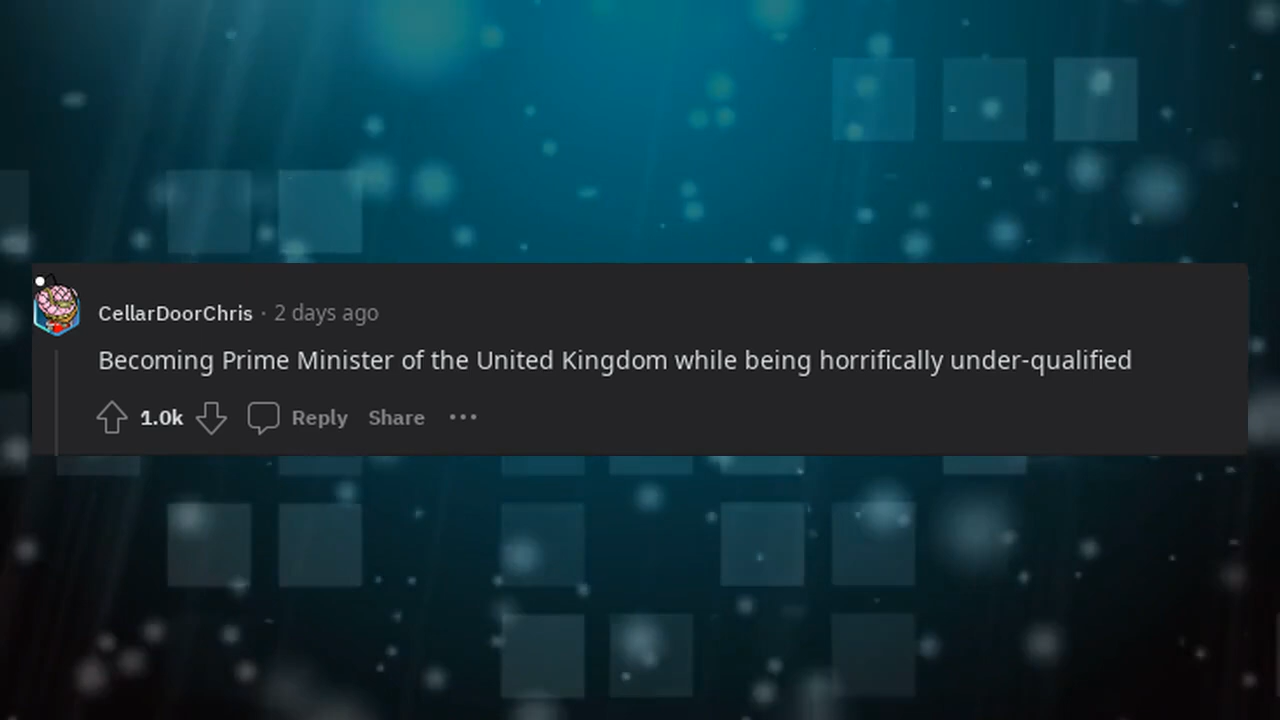 CellarDoorChris · 2 days ago
Becoming Prime Minister of the United Kingdom while being horrifically under-qualified
1.0k Reply Share ···